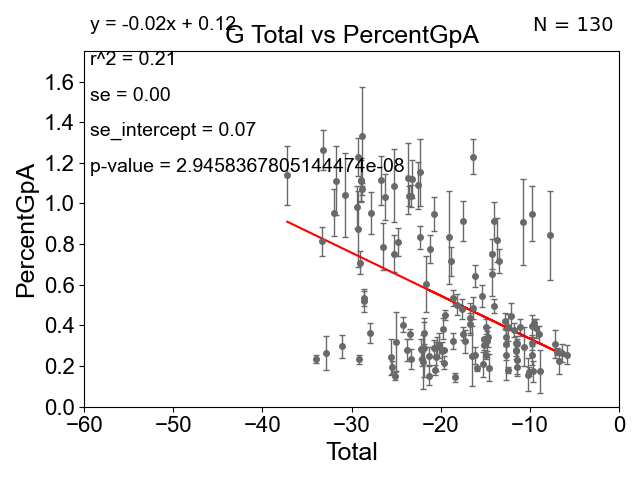 y = -0.02x + 0.12
G Total vs PercentGpA
N = 130
r^2 = 0.21
se = 0.00
se_intercept = 0.07
p-value = 2.9458367805144474e-08
PercentGpA
1.6
1.4
1.2
1.0
0.8
0.6
0.4
0.2
0.0
−60 −50 −40 −30 −20 −10 0
Total